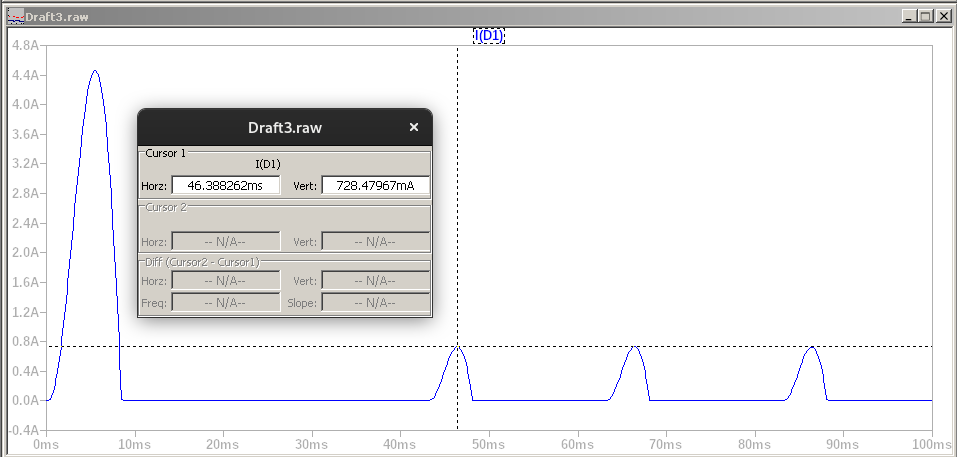 Draft3.raw
I(D1)
4.8A
4.4A
4.0A
3.6A
3.2A
2.8A
2.4A
2.0A
1.6A
1.2A
0.8A
0.4A
0.0A
-0.4A
0ms 10ms 20ms 30ms 40ms 50ms 60ms 70ms 80ms 90ms 100ms
Draft3.raw
Cursor 1
I(D1)
Horz: 46.388262ms Vert: 728.47967mA
Cursor 2
Horz: -- N/A-- Vert: -- N/A--
Diff (Cursor2 - Cursor1)
Horz: -- N/A-- Vert: -- N/A--
Freq: -- N/A-- Slope: -- N/A--